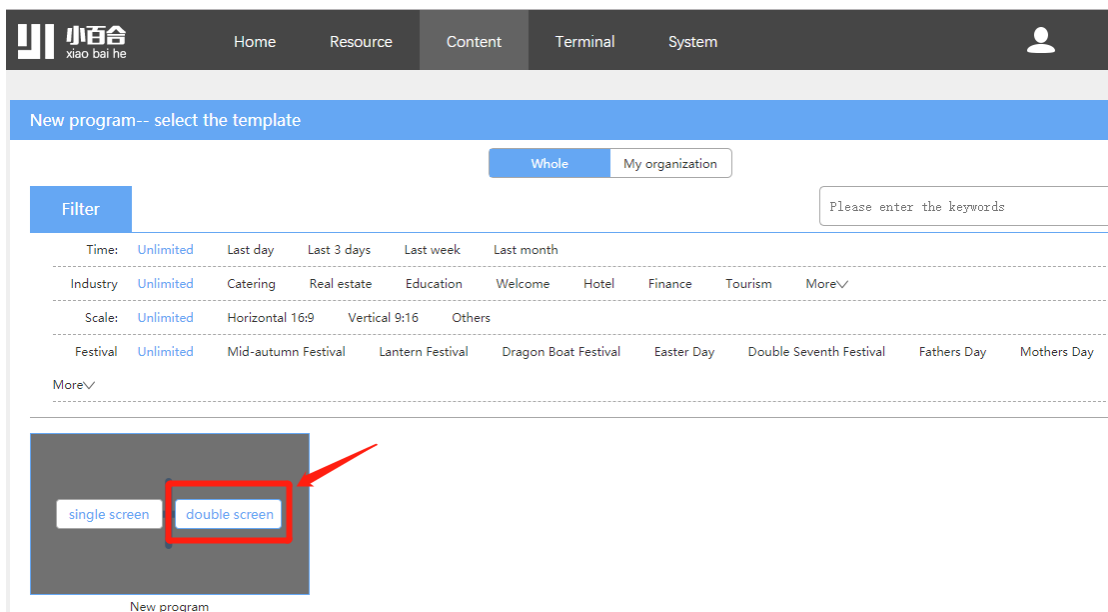 小百合
xiao bai he
Home Resource Content Terminal System
New program-- select the template
Whole My organization
Filter
Please enter the keywords
Time: Unlimited Last day Last 3 days Last week Last month
Industry Unlimited Catering Real estate Education Welcome Hotel Finance Tourism More
Scale: Unlimited Horizontal 16:9 Vertical 9:16 Others
Festival Unlimited Mid-autumn Festival Lantern Festival Dragon Boat Festival Easter Day Double Seventh Festival Fathers Day Mothers Day
More
single screen double screen
New program